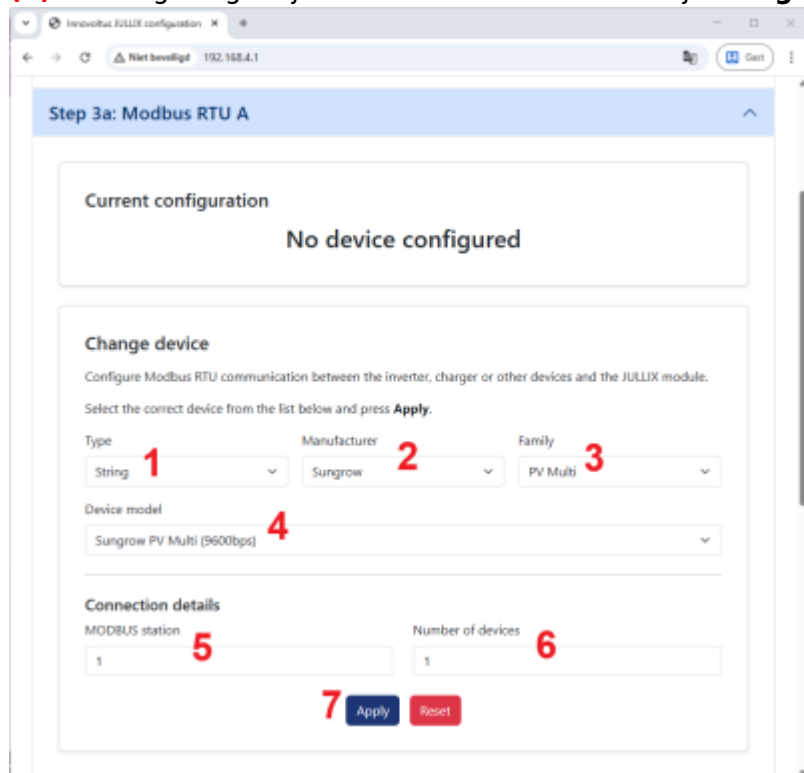 Innovoltus JULLIX configuration
Niet beveiligd 192.168.4.1
Gast
Step 3a: Modbus RTU A
Current configuration
No device configured
Change device
Configure Modbus RTU communication between the inverter, charger or other devices and the JULLIX module.
Select the correct device from the list below and press Apply.
Type Manufacturer Family
1 2 3
String Sungrow PV Multi
Device model
4
Sungrow PV Multi (9600bps)
Connection details
MODBUS station Number of devices
5 6
1 1
7 Apply Reset